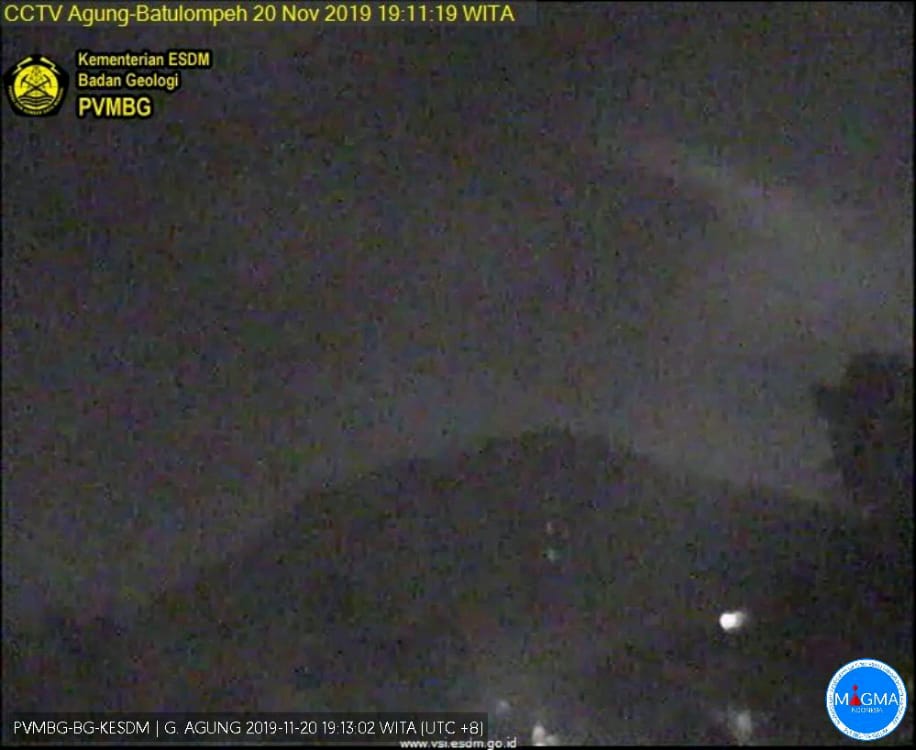 CCTV Agung-Batulompeh 20 Nov 2019 19:11:19 WITA
Kementerian ESDM
Badan Geologi
PVMBG
MAGMA
INDONESIA
PVMBG-BG-KESDM | G. AGUNG 2019-11-20 19:13:02 WITA (UTC +8)
www.vsi.esdm.go.id